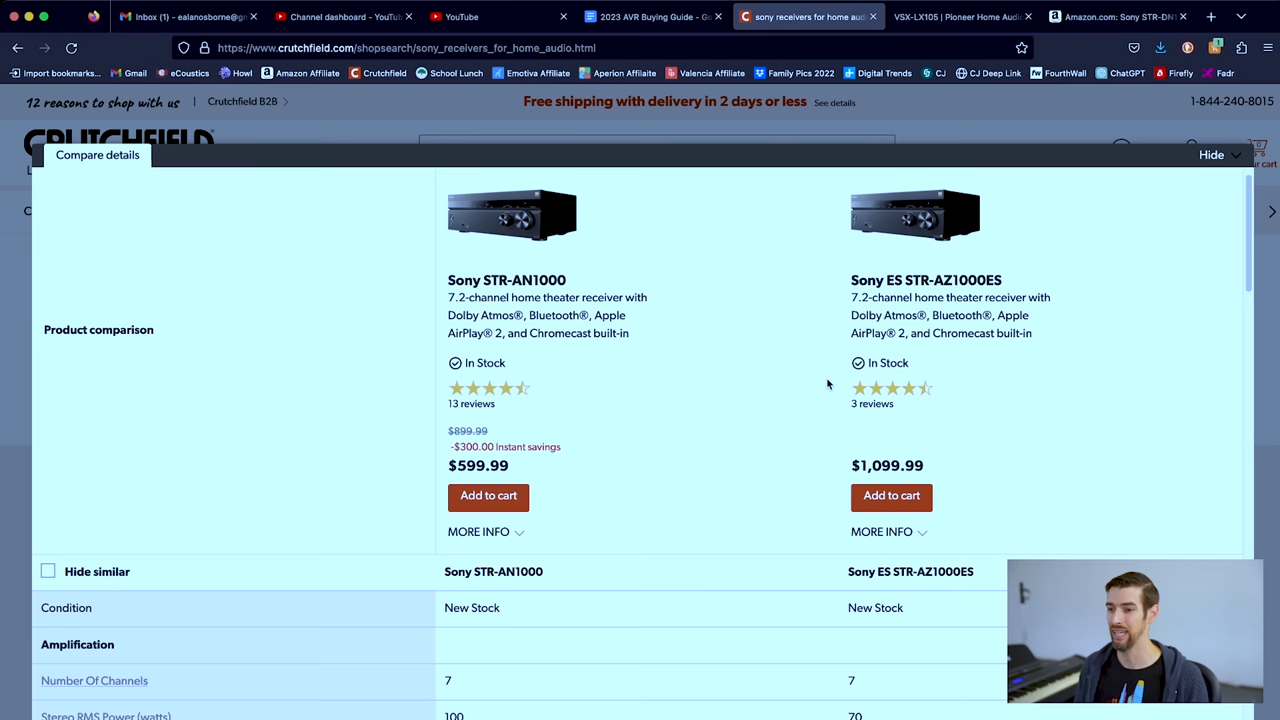 Inbox (1) - ealanosborne@gm
Channel dashboard - YouTub
YouTube
2023 AVR Buying Guide - Go
sony receivers for home aud
VSX-LX105 | Pioneer Home Audi
Amazon.com: Sony STR-DN1
https://www.crutchfield.com/shopsearch/sony_receivers_for_home_audio.html
Import bookmarks... Gmail eCoustics Howl Amazon Affiliate Crutchfield School Lunch Emotiva Affiliate Aperion Affilaite Valencia Affiliate Family Pics 2022 Digital Trends CJ CJ Deep Link FourthWall ChatGPT Firefly Fadr
12 reasons to shop with us | Crutchfield B2B Free shipping with delivery in 2 days or less See details 1-844-240-8015
CRUTCHFIELD
Compare details Hide
ur cart
Product comparison
Sony STR-AN1000
7.2-channel home theater receiver with
Dolby Atmos®, Bluetooth®, Apple
AirPlay® 2, and Chromecast built-in
In Stock
13 reviews
$899.99
-$300.00 Instant savings
$599.99
Add to cart
MORE INFO
Sony ES STR-AZ1000ES
7.2-channel home theater receiver with
Dolby Atmos®, Bluetooth®, Apple
AirPlay® 2, and Chromecast built-in
In Stock
3 reviews
$1,099.99
Add to cart
MORE INFO
Hide similar Sony STR-AN1000 Sony ES STR-AZ1000ES
Condition New Stock New Stock
Amplification
Number Of Channels 7 7
Stereo RMS Power (watts) 100 70